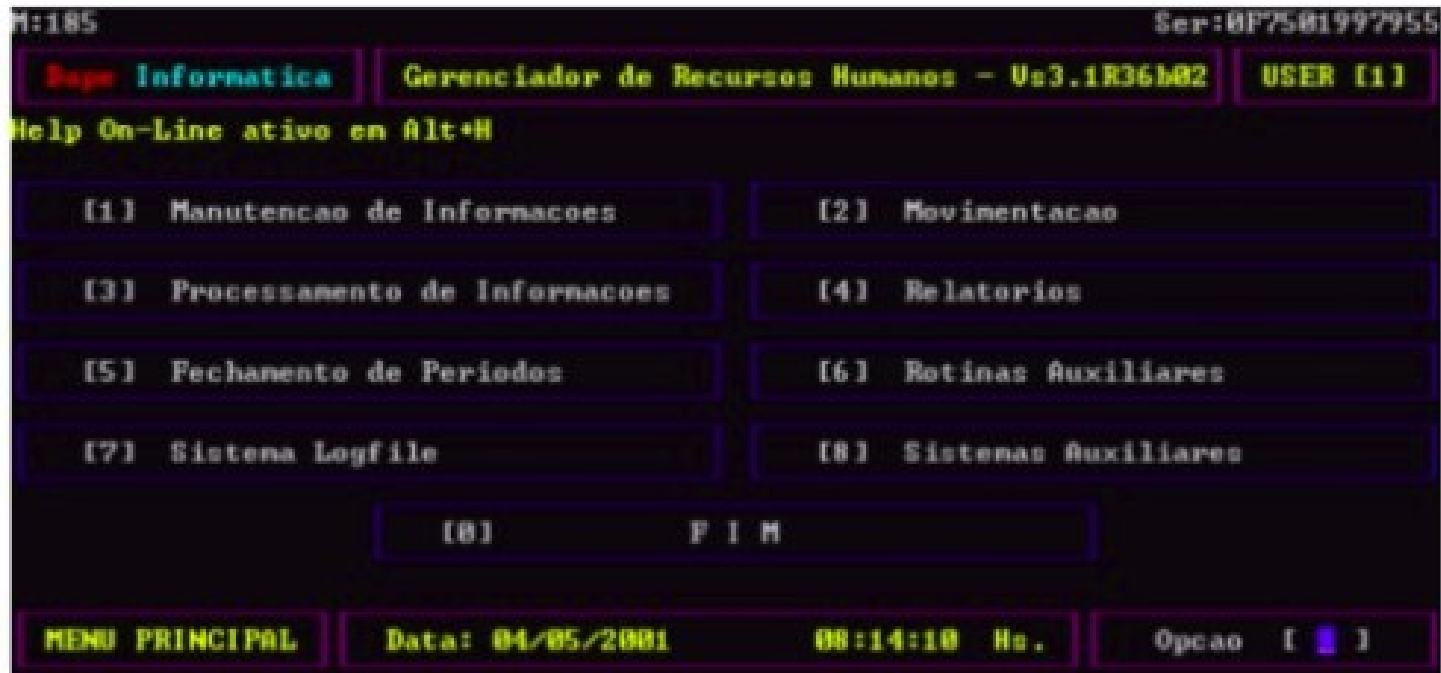 M:185 Ser:0F7501997955
Dape Informatica Gerenciador de Recursos Humanos - Vs3.1R36b02 USER [1]
Help On-Line ativo em Alt+H
[1] Manutencao de Informacoes [2] Movimentacao
[3] Processamento de Informacoes [4] Relatorios
[5] Fechamento de Periodos [6] Rotinas Auxiliares
[7] Sistema Logfile [8] Sistemas Auxiliares
[0] F I M
MENU PRINCIPAL Data: 04/05/2001 08:14:10 Hs. Opcao [ ]